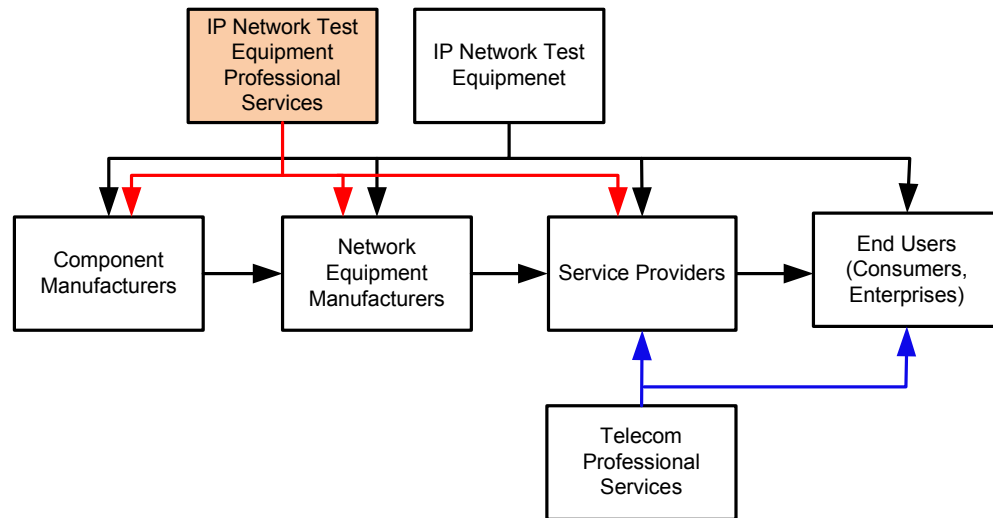 IP Network Test
Equipment
Professional
Services
IP Network Test
Equipmenet
Component
Manufacturers
Network
Equipment
Manufacturers
Service Providers
End Users
(Consumers,
Enterprises)
Telecom
Professional
Services